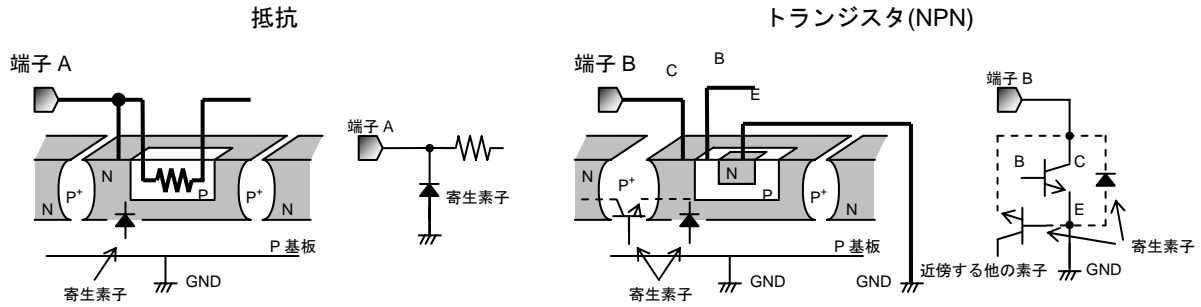 抵抗
トランジスタ(NPN)
端子 A
N
P+
N
P
P+
N
P 基板
GND
寄生素子
端子 A
寄生素子
端子 B
C
B
E
N
P+
N
P
P+
N
P 基板
GND
GND
寄生素子
端子 B
B
C
E
寄生素子
近傍する他の素子
GND